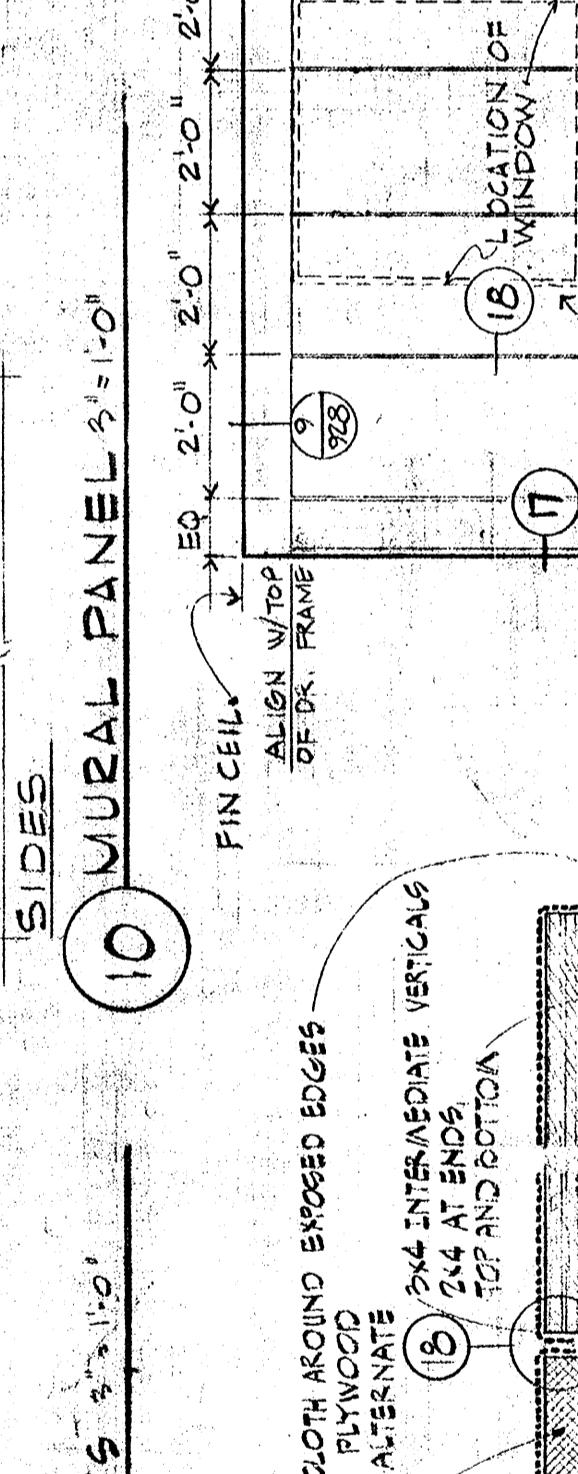 SIDES
10
MURAL PANEL 3" = 1'-0"
S 3" = 1'-0"
EQ 2'-0" 2'-0" 2'-0"
FIN CEIL.
ALIGN W/TOP
OF DR. FRAME
9
928
17
18
LOCATION OF
WINDOW
CLOTH AROUND EXPOSED EDGES
PLYWOOD
ALTERNATE
18
3x4 INTERMEDIATE VERTICALS
2x4 AT ENDS,
TOP AND BOTTOM